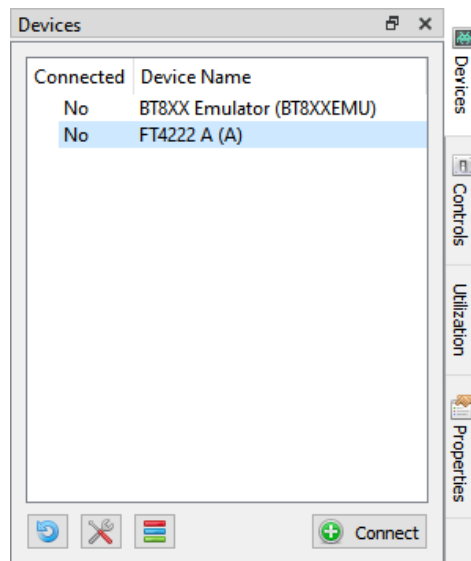 Devices
Connected Device Name
No BT8XX Emulator (BT8XXEMU)
No FT4222 A (A)
Connect
Devices
Controls
Utilization
Properties